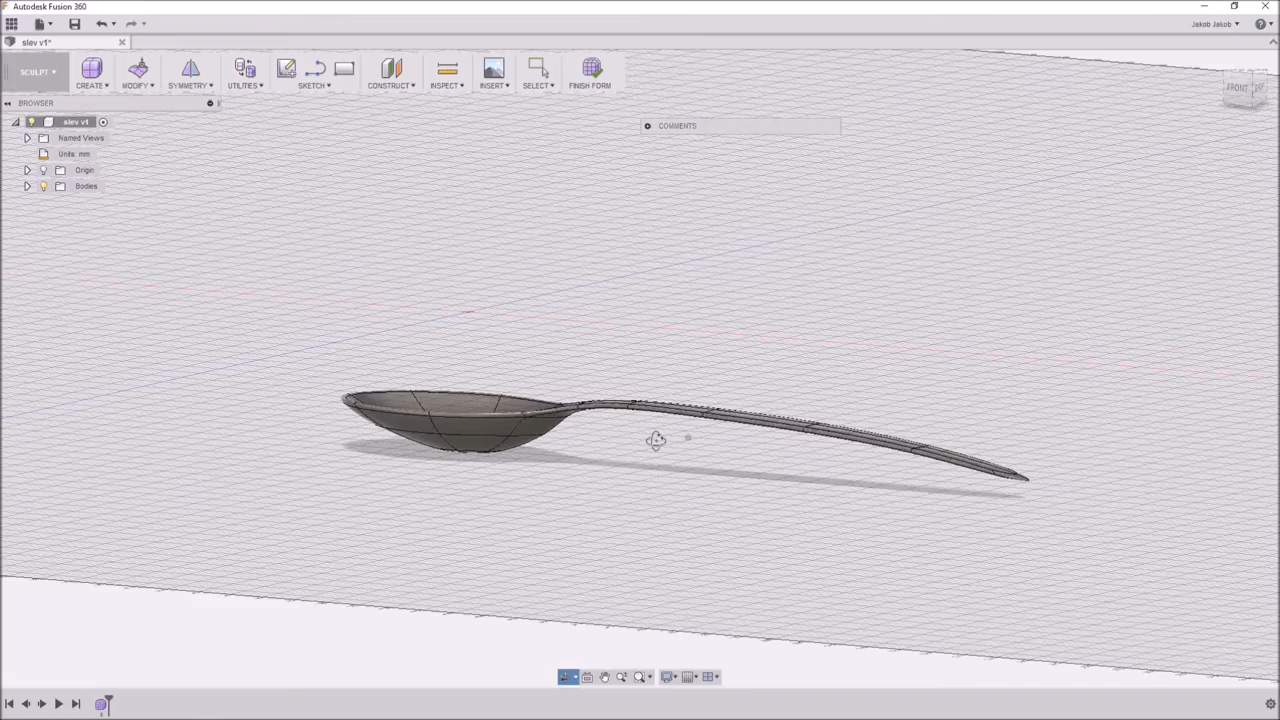 Autodesk Fusion 360
Jakob Jakob
slev v1*
SCULPT
CREATE
MODIFY
SYMMETRY
UTILITIES
SKETCH
CONSTRUCT
INSPECT
INSERT
SELECT
FINISH FORM
BROWSER
slev v1
Named Views
Units: mm
Origin
Bodies
COMMENTS
FRONT